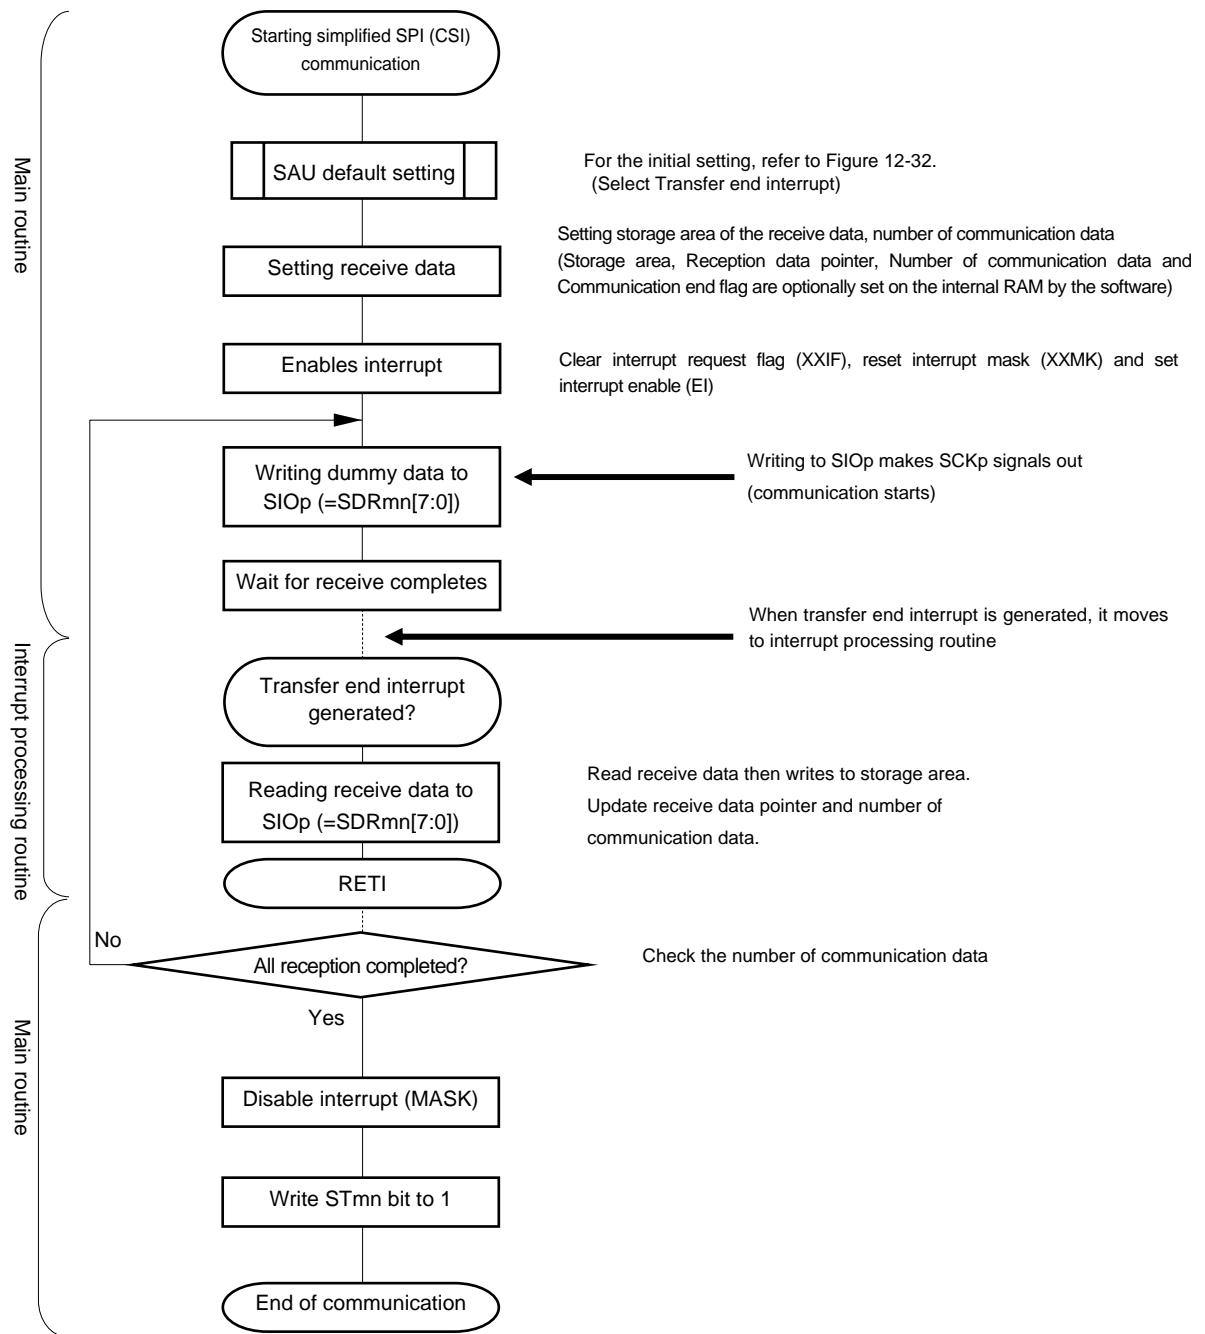 Starting simplified SPI (CSI)
communication
SAU default setting
For the initial setting, refer to Figure 12-32.
(Select Transfer end interrupt)
Main routine
Setting receive data
Setting storage area of the receive data, number of communication data
(Storage area, Reception data pointer, Number of communication data and
Communication end flag are optionally set on the internal RAM by the software)
Enables interrupt
Clear interrupt request flag (XXIF), reset interrupt mask (XXMK) and set
interrupt enable (EI)
Writing dummy data to
SIOp (=SDRmn[7:0])
Writing to SIOp makes SCKp signals out
(communication starts)
Wait for receive completes
When transfer end interrupt is generated, it moves
to interrupt processing routine
Interrupt processing routine
Transfer end interrupt
generated?
Reading receive data to
SIOp (=SDRmn[7:0])
Read receive data then writes to storage area.
Update receive data pointer and number of
communication data.
RETI
No
All reception completed?
Check the number of communication data
Yes
Main routine
Disable interrupt (MASK)
Write STmn bit to 1
End of communication